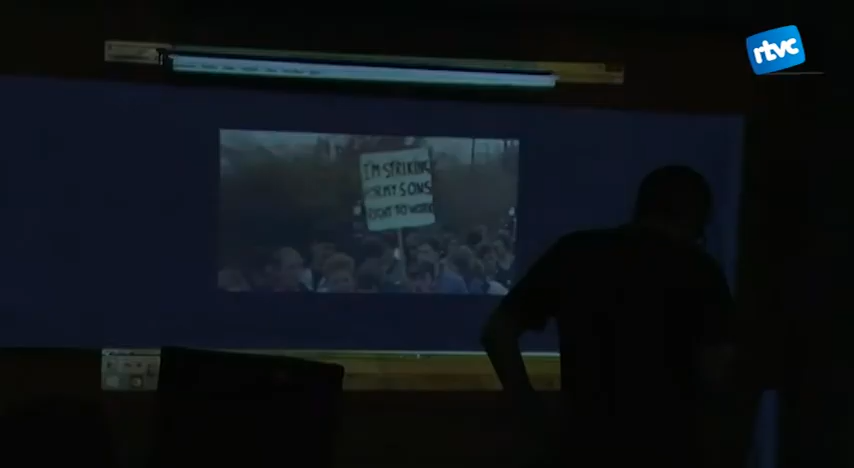 rtvc
I'M STRIKING
FOR MY SONS
RIGHT TO WORK